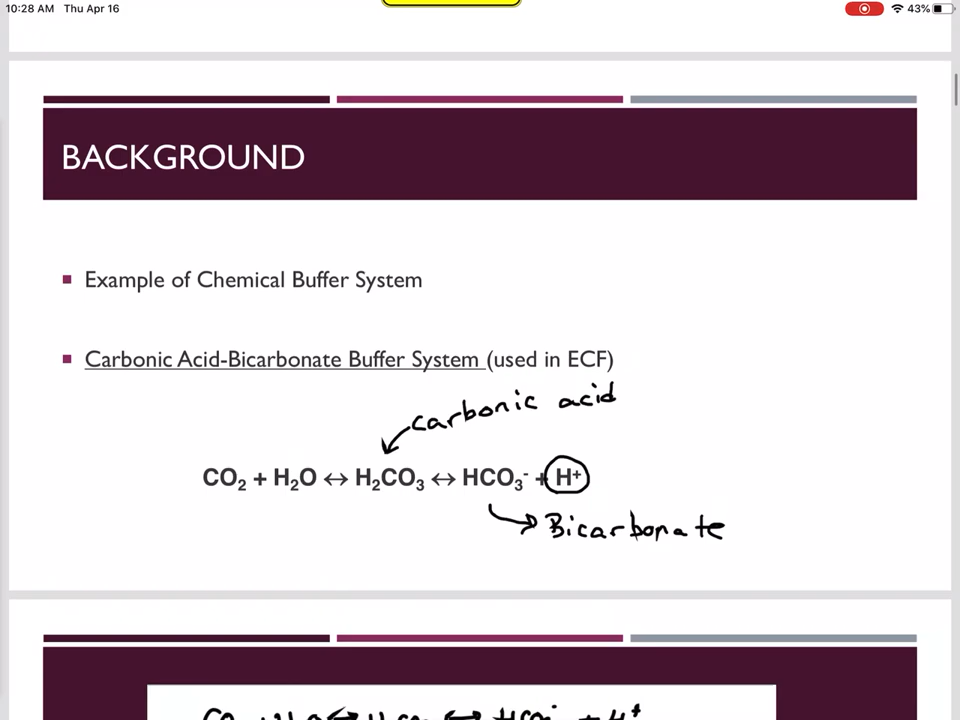 10:28 AM Thu Apr 16
43%
BACKGROUND
Example of Chemical Buffer System
Carbonic Acid-Bicarbonate Buffer System (used in ECF)
carbonic acid
CO₂ + H₂O ↔ H₂CO₃ ↔ HCO₃⁻ + H⁺
Bicarbonate